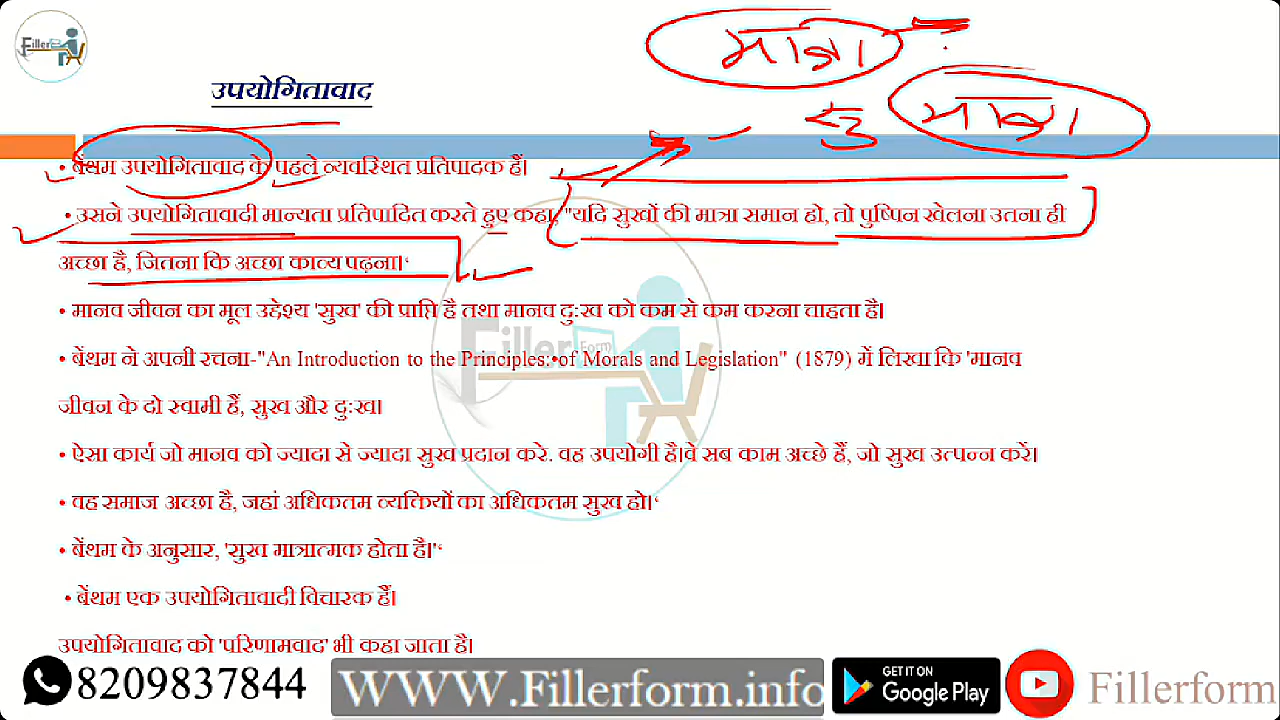 Filler
मात्रा
मात्रा
उपयोगितावाद
• बेंथम उपयोगितावाद के पहले व्यवस्थित प्रतिपादक हैं।
• उसने उपयोगितावादी मान्यता प्रतिपादित करते हुए कहा, "यदि सुखों की मात्रा समान हो, तो पुष्पिन खेलना उतना ही
अच्छा है, जितना कि अच्छा काव्य पढ़ना।'
• मानव जीवन का मूल उद्देश्य 'सुख' की प्राप्ति है तथा मानव दुःख को कम से कम करना चाहता है।
• बेंथम ने अपनी रचना-"An Introduction to the Principles:•of Morals and Legislation" (1879) में लिखा कि 'मानव
जीवन के दो स्वामी हैं, सुख और दुःख।
• ऐसा कार्य जो मानव को ज्यादा से ज्यादा सुख प्रदान करे. वह उपयोगी है।वे सब काम अच्छे हैं, जो सुख उत्पन्न करें।
• वह समाज अच्छा है, जहां अधिकतम व्यक्तियों का अधिकतम सुख हो।'
• बेंथम के अनुसार, 'सुख मात्रात्मक होता है।''
• बेंथम एक उपयोगितावादी विचारक हैं।
उपयोगितावाद को 'परिणामवाद' भी कहा जाता है।
Filler Form
8209837844
WWW.Fillerform.info
GET IT ON
Google Play
Fillerform